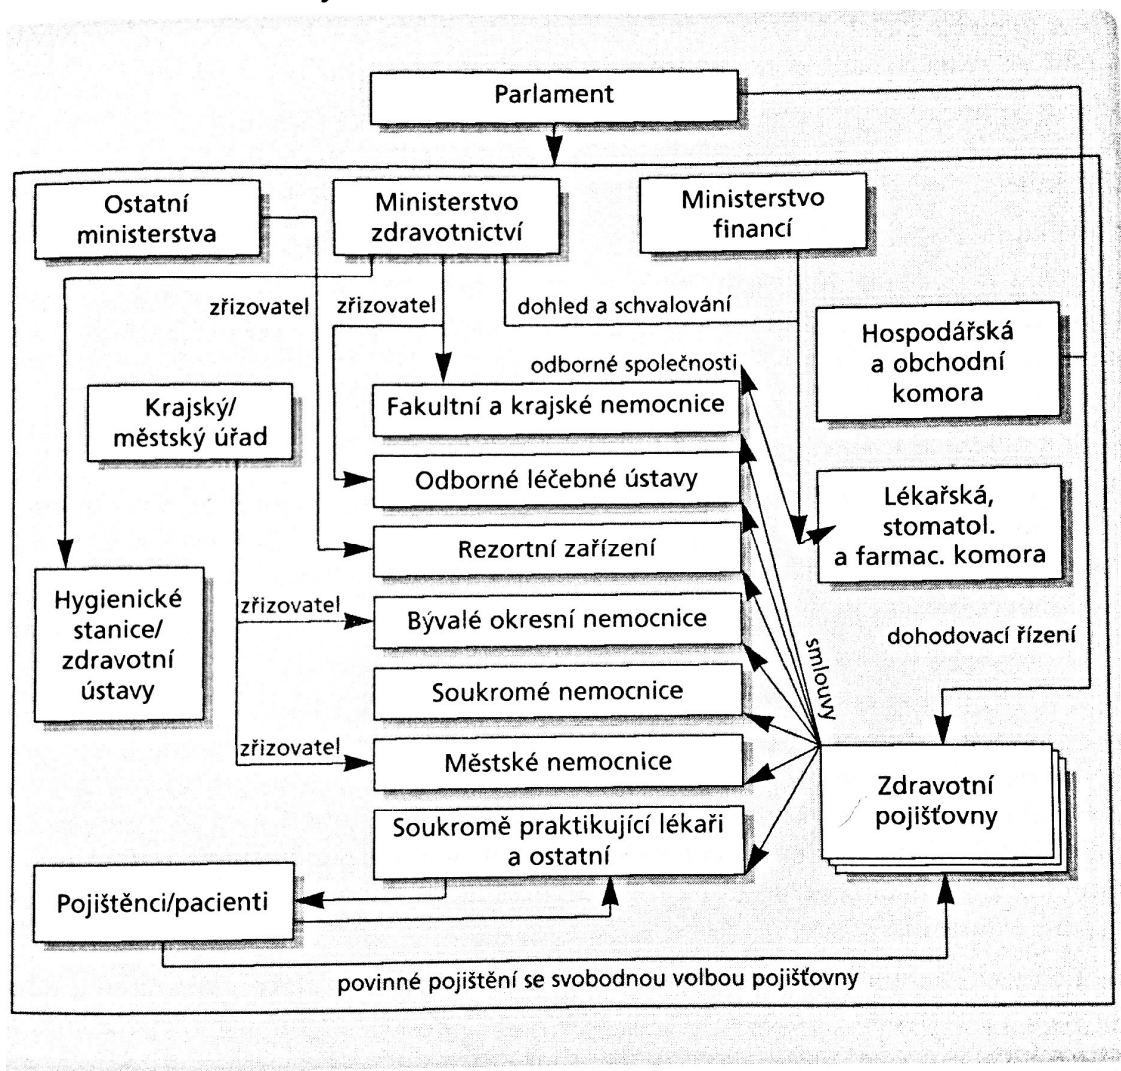 Parlament
Ostatní
ministerstva
Ministerstvo
zdravotnictví
Ministerstvo
financí
zřizovatel
zřizovatel
dohled a schvalování
Hospodářská
a obchodní
komora
odborné společnosti
Krajský/
městský úřad
Fakultní a krajské nemocnice
Odborné léčebné ústavy
Lékařská,
stomatol.
a farmac. komora
Rezortní zařízení
Hygienické
stanice/
zdravotní
ústavy
zřizovatel
Bývalé okresní nemocnice
dohodovací řízení
smlouvy
Soukromé nemocnice
zřizovatel
Městské nemocnice
Zdravotní
pojišťovny
Soukromě praktikující lékaři
a ostatní
Pojištěnci/pacienti
povinné pojištění se svobodnou volbou pojišťovny